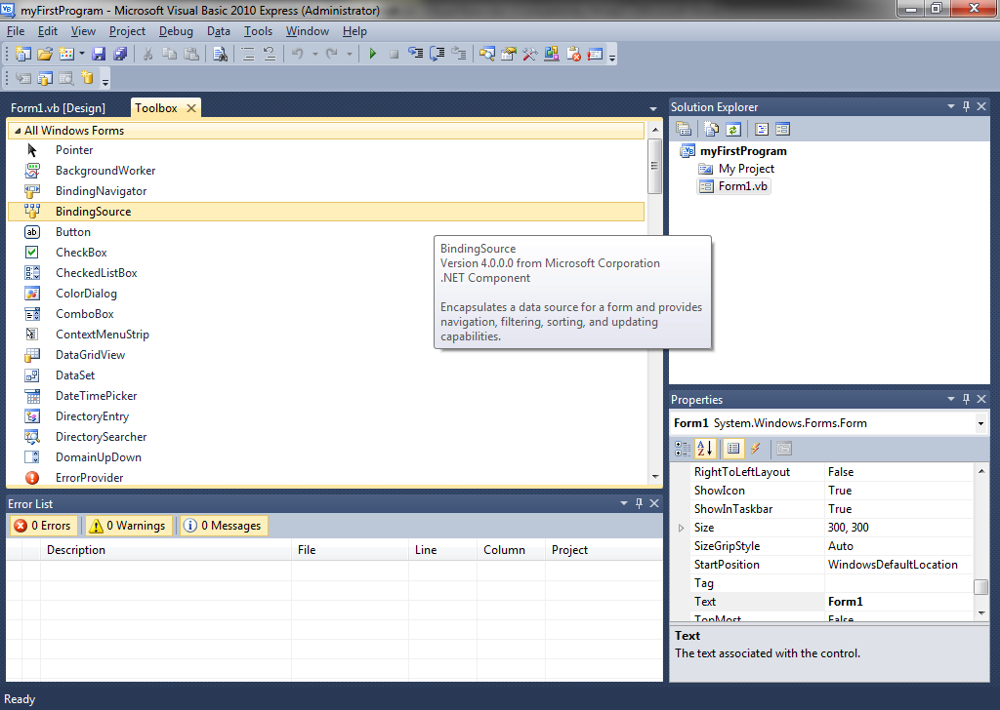 myFirstProgram - Microsoft Visual Basic 2010 Express (Administrator)
File Edit View Project Debug Data Tools Window Help
Form1.vb [Design] Toolbox
All Windows Forms
Pointer
BackgroundWorker
BindingNavigator
BindingSource
ab Button
CheckBox
CheckedListBox
ColorDialog
ComboBox
ContextMenuStrip
DataGridView
DataSet
DateTimePicker
DirectoryEntry
DirectorySearcher
DomainUpDown
ErrorProvider
BindingSource
Version 4.0.0.0 from Microsoft Corporation
.NET Component
Encapsulates a data source for a form and provides
navigation, filtering, sorting, and updating
capabilities.
Solution Explorer
myFirstProgram
My Project
Form1.vb
Properties
Form1 System.Windows.Forms.Form
RightToLeftLayout False
ShowIcon True
ShowInTaskbar True
Size 300, 300
SizeGripStyle Auto
StartPosition WindowsDefaultLocation
Tag
Text Form1
TopMost False
Text
The text associated with the control.
Error List
0 Errors 0 Warnings 0 Messages
Description File Line Column Project
Ready